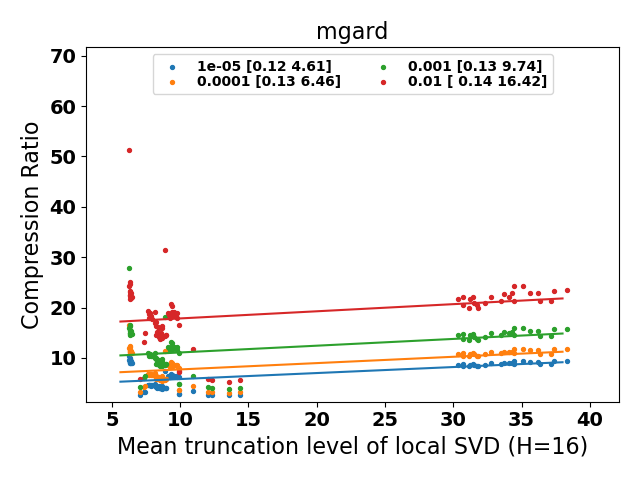 mgard
1e-05 [0.12 4.61]
0.0001 [0.13 6.46]
0.001 [0.13 9.74]
0.01 [ 0.14 16.42]
Compression Ratio
70
60
50
40
30
20
10
5 10 15 20 25 30 35 40
Mean truncation level of local SVD (H=16)